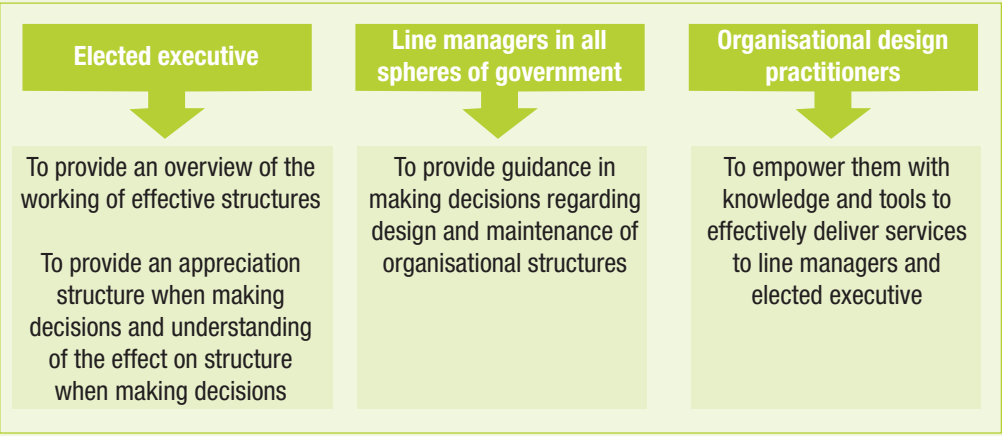 Elected executive
To provide an overview of the
working of effective structures
To provide an appreciation
structure when making
decisions and understanding
of the effect on structure
when making decisions
Line managers in all
spheres of government
To provide guidance in
making decisions regarding
design and maintenance of
organisational structures
Organisational design
practitioners
To empower them with
knowledge and tools to
effectively deliver services
to line managers and
elected executive